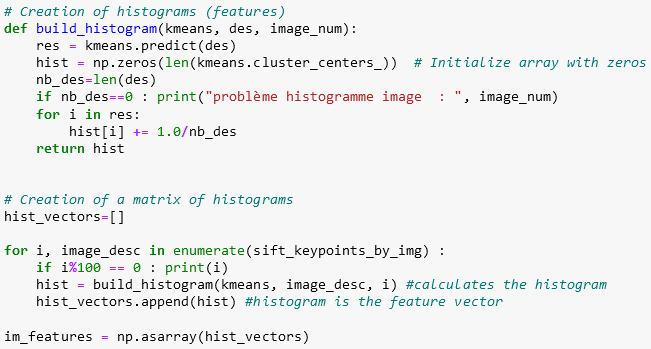 # Creation of histograms (features)
def build_histogram(kmeans, des, image_num):
    res = kmeans.predict(des)
    hist = np.zeros(len(kmeans.cluster_centers_))  # Initialize array with zeros
    nb_des=len(des)
    if nb_des==0 : print("problème histogramme image  : ", image_num)
    for i in res:
        hist[i] += 1.0/nb_des
    return hist
# Creation of a matrix of histograms
hist_vectors=[]
for i, image_desc in enumerate(sift_keypoints_by_img) :
    if i%100 == 0 : print(i)
    hist = build_histogram(kmeans, image_desc, i) #calculates the histogram
    hist_vectors.append(hist) #histogram is the feature vector
im_features = np.asarray(hist_vectors)